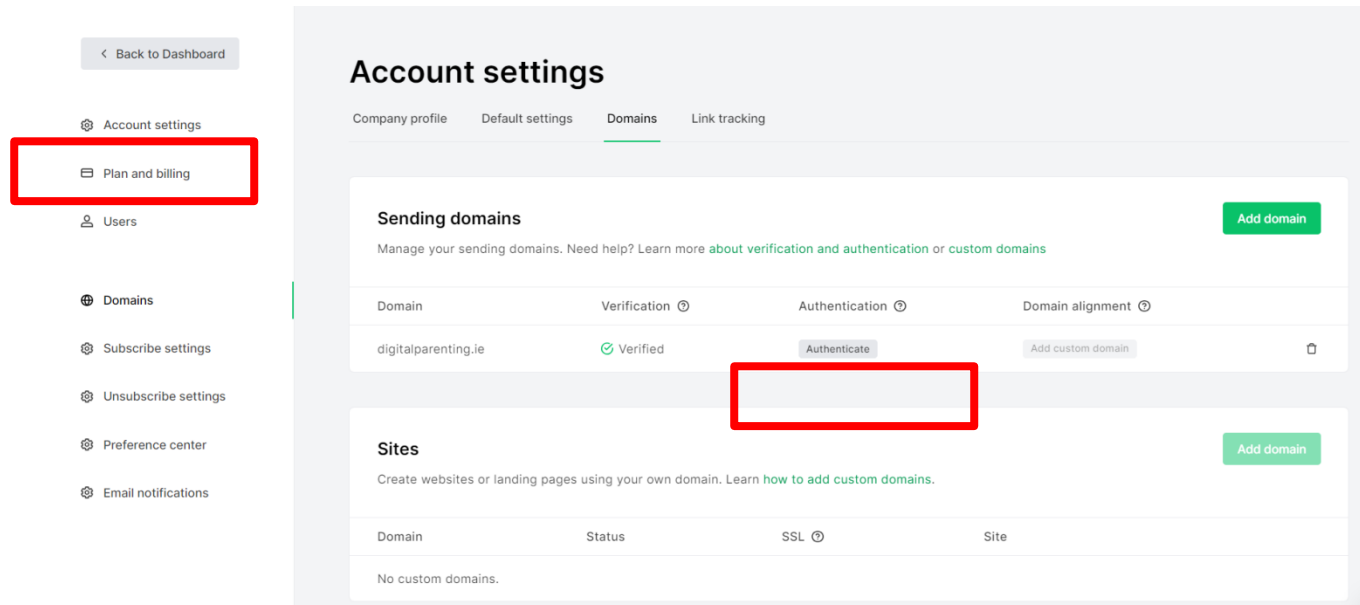 Back to Dashboard
Account settings
Plan and billing
Users
Domains
Subscribe settings
Unsubscribe settings
Preference center
Email notifications
Account settings
Company profile Default settings Domains Link tracking
Sending domains
Add domain
Manage your sending domains. Need help? Learn more about verification and authentication or custom domains
Domain Verification Authentication Domain alignment
digitalparenting.ie Verified Authenticate Add custom domain
Sites
Add domain
Create websites or landing pages using your own domain. Learn how to add custom domains.
Domain Status SSL Site
No custom domains.